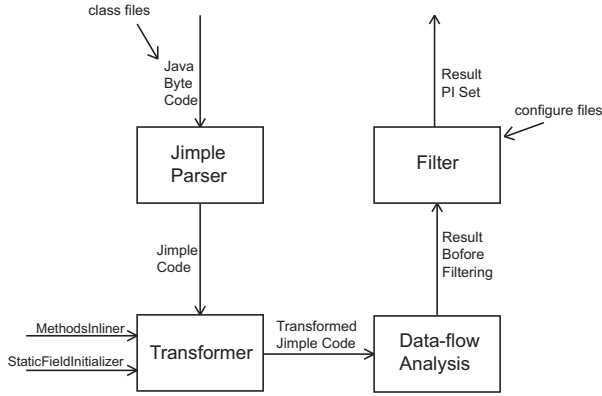 class files
Java
Byte
Code
Result
PI Set
configure files
Jimple
Parser
Filter
Jimple
Code
Result
Bofore
Filtering
MethodsInliner
StaticFieldInitializer
Transformer
Transformed
Jimple Code
Data-flow
Analysis